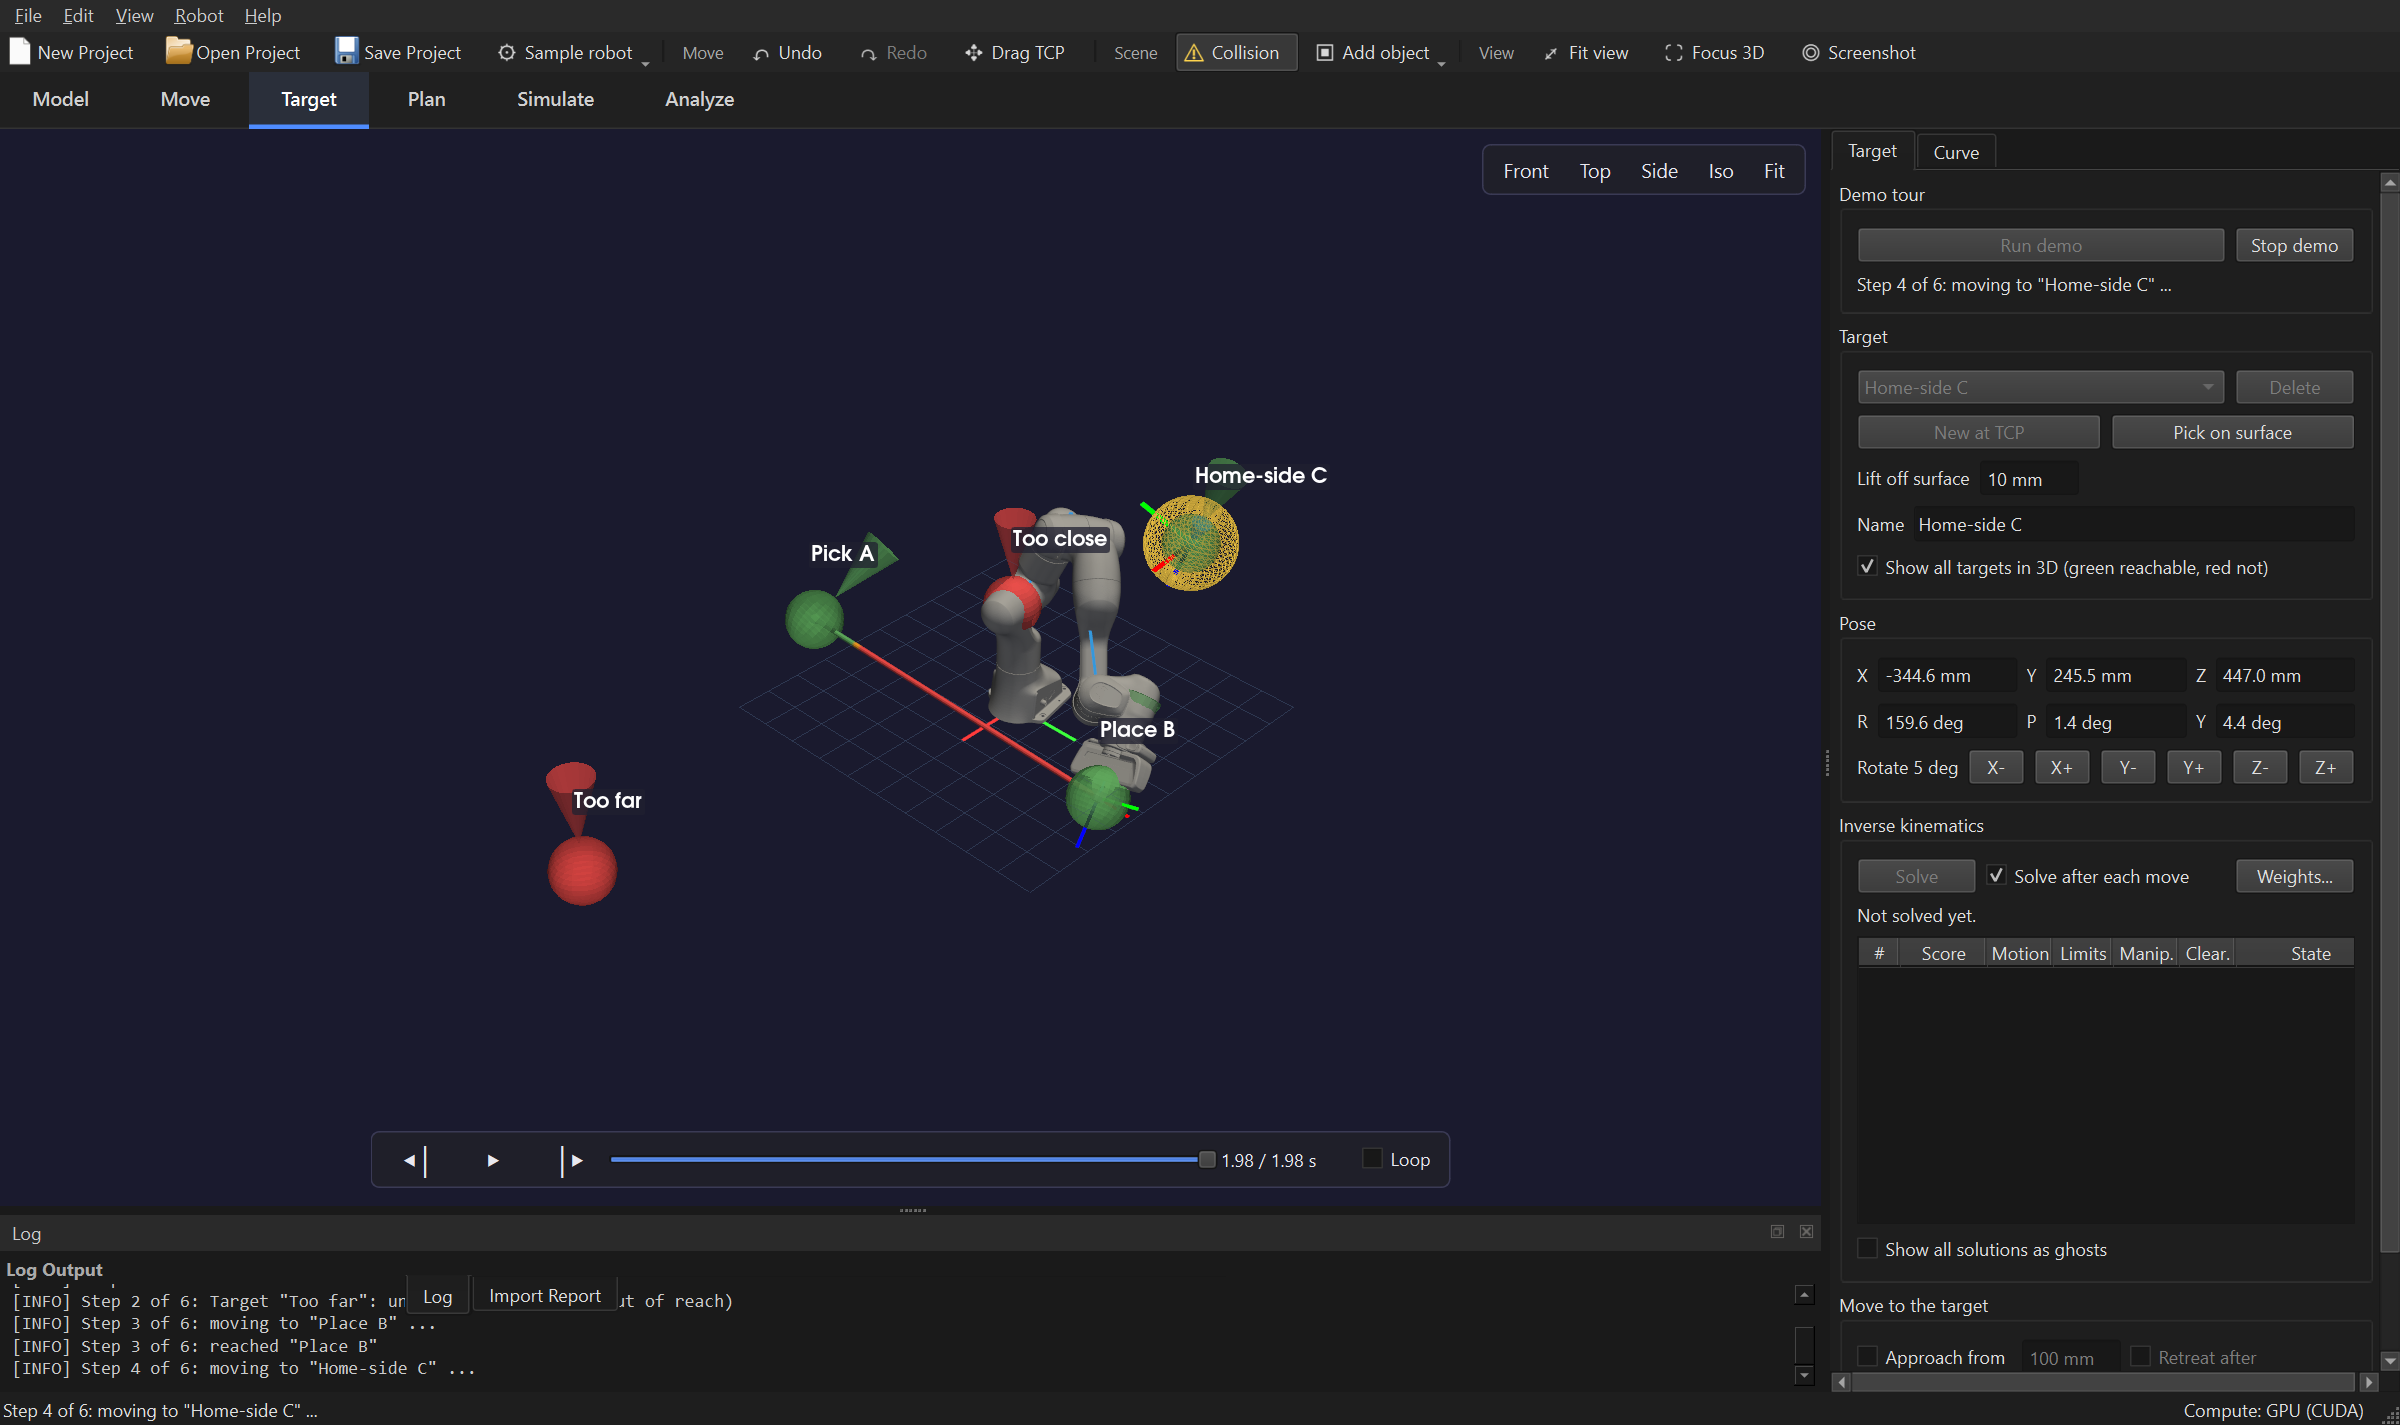 File Edit View Robot Help
New Project Open Project Save Project Sample robot Move Undo Redo Drag TCP Scene Collision Add object View Fit view Focus 3D Screenshot
Model Move Target Plan Simulate Analyze
Front Top Side Iso Fit
Home-side C
Too close
Pick A
Place B
Too far
1.98 / 1.98 s Loop
Log
Log Output
[INFO] Step 2 of 6: Target "Too far": ut of reach)
Log Import Report
[INFO] Step 3 of 6: moving to "Place B" ...
[INFO] Step 3 of 6: reached "Place B"
[INFO] Step 4 of 6: moving to "Home-side C" ...
Target Curve
Demo tour
Run demo Stop demo
Step 4 of 6: moving to "Home-side C" ...
Target
Home-side C Delete
New at TCP Pick on surface
Lift off surface 10 mm
Name Home-side C
Show all targets in 3D (green reachable, red not)
Pose
X -344.6 mm Y 245.5 mm Z 447.0 mm
R 159.6 deg P 1.4 deg Y 4.4 deg
Rotate 5 deg X- X+ Y- Y+ Z- Z+
Inverse kinematics
Solve Solve after each move Weights...
Not solved yet.
# Score Motion Limits Manip. Clear. State
Show all solutions as ghosts
Move to the target
Approach from 100 mm Retreat after
Step 4 of 6: moving to "Home-side C" ... Compute: GPU (CUDA)